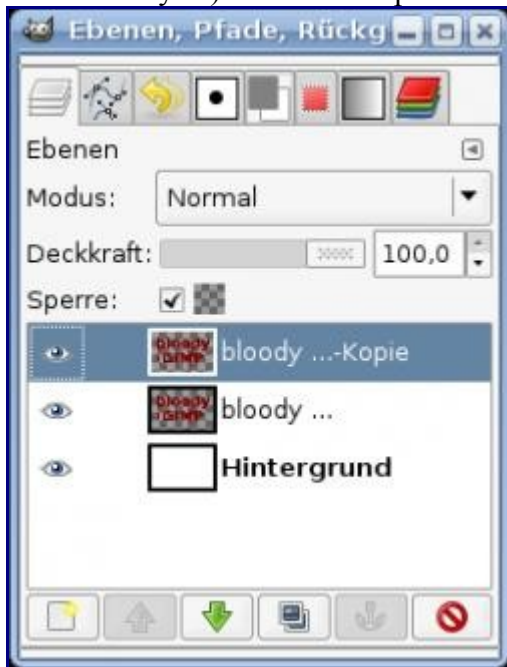 Ebenen, Pfade, Rückg
Ebenen
Modus: Normal
Deckkraft: 100,0
Sperre:
bloody ...-Kopie
bloody ...
Hintergrund